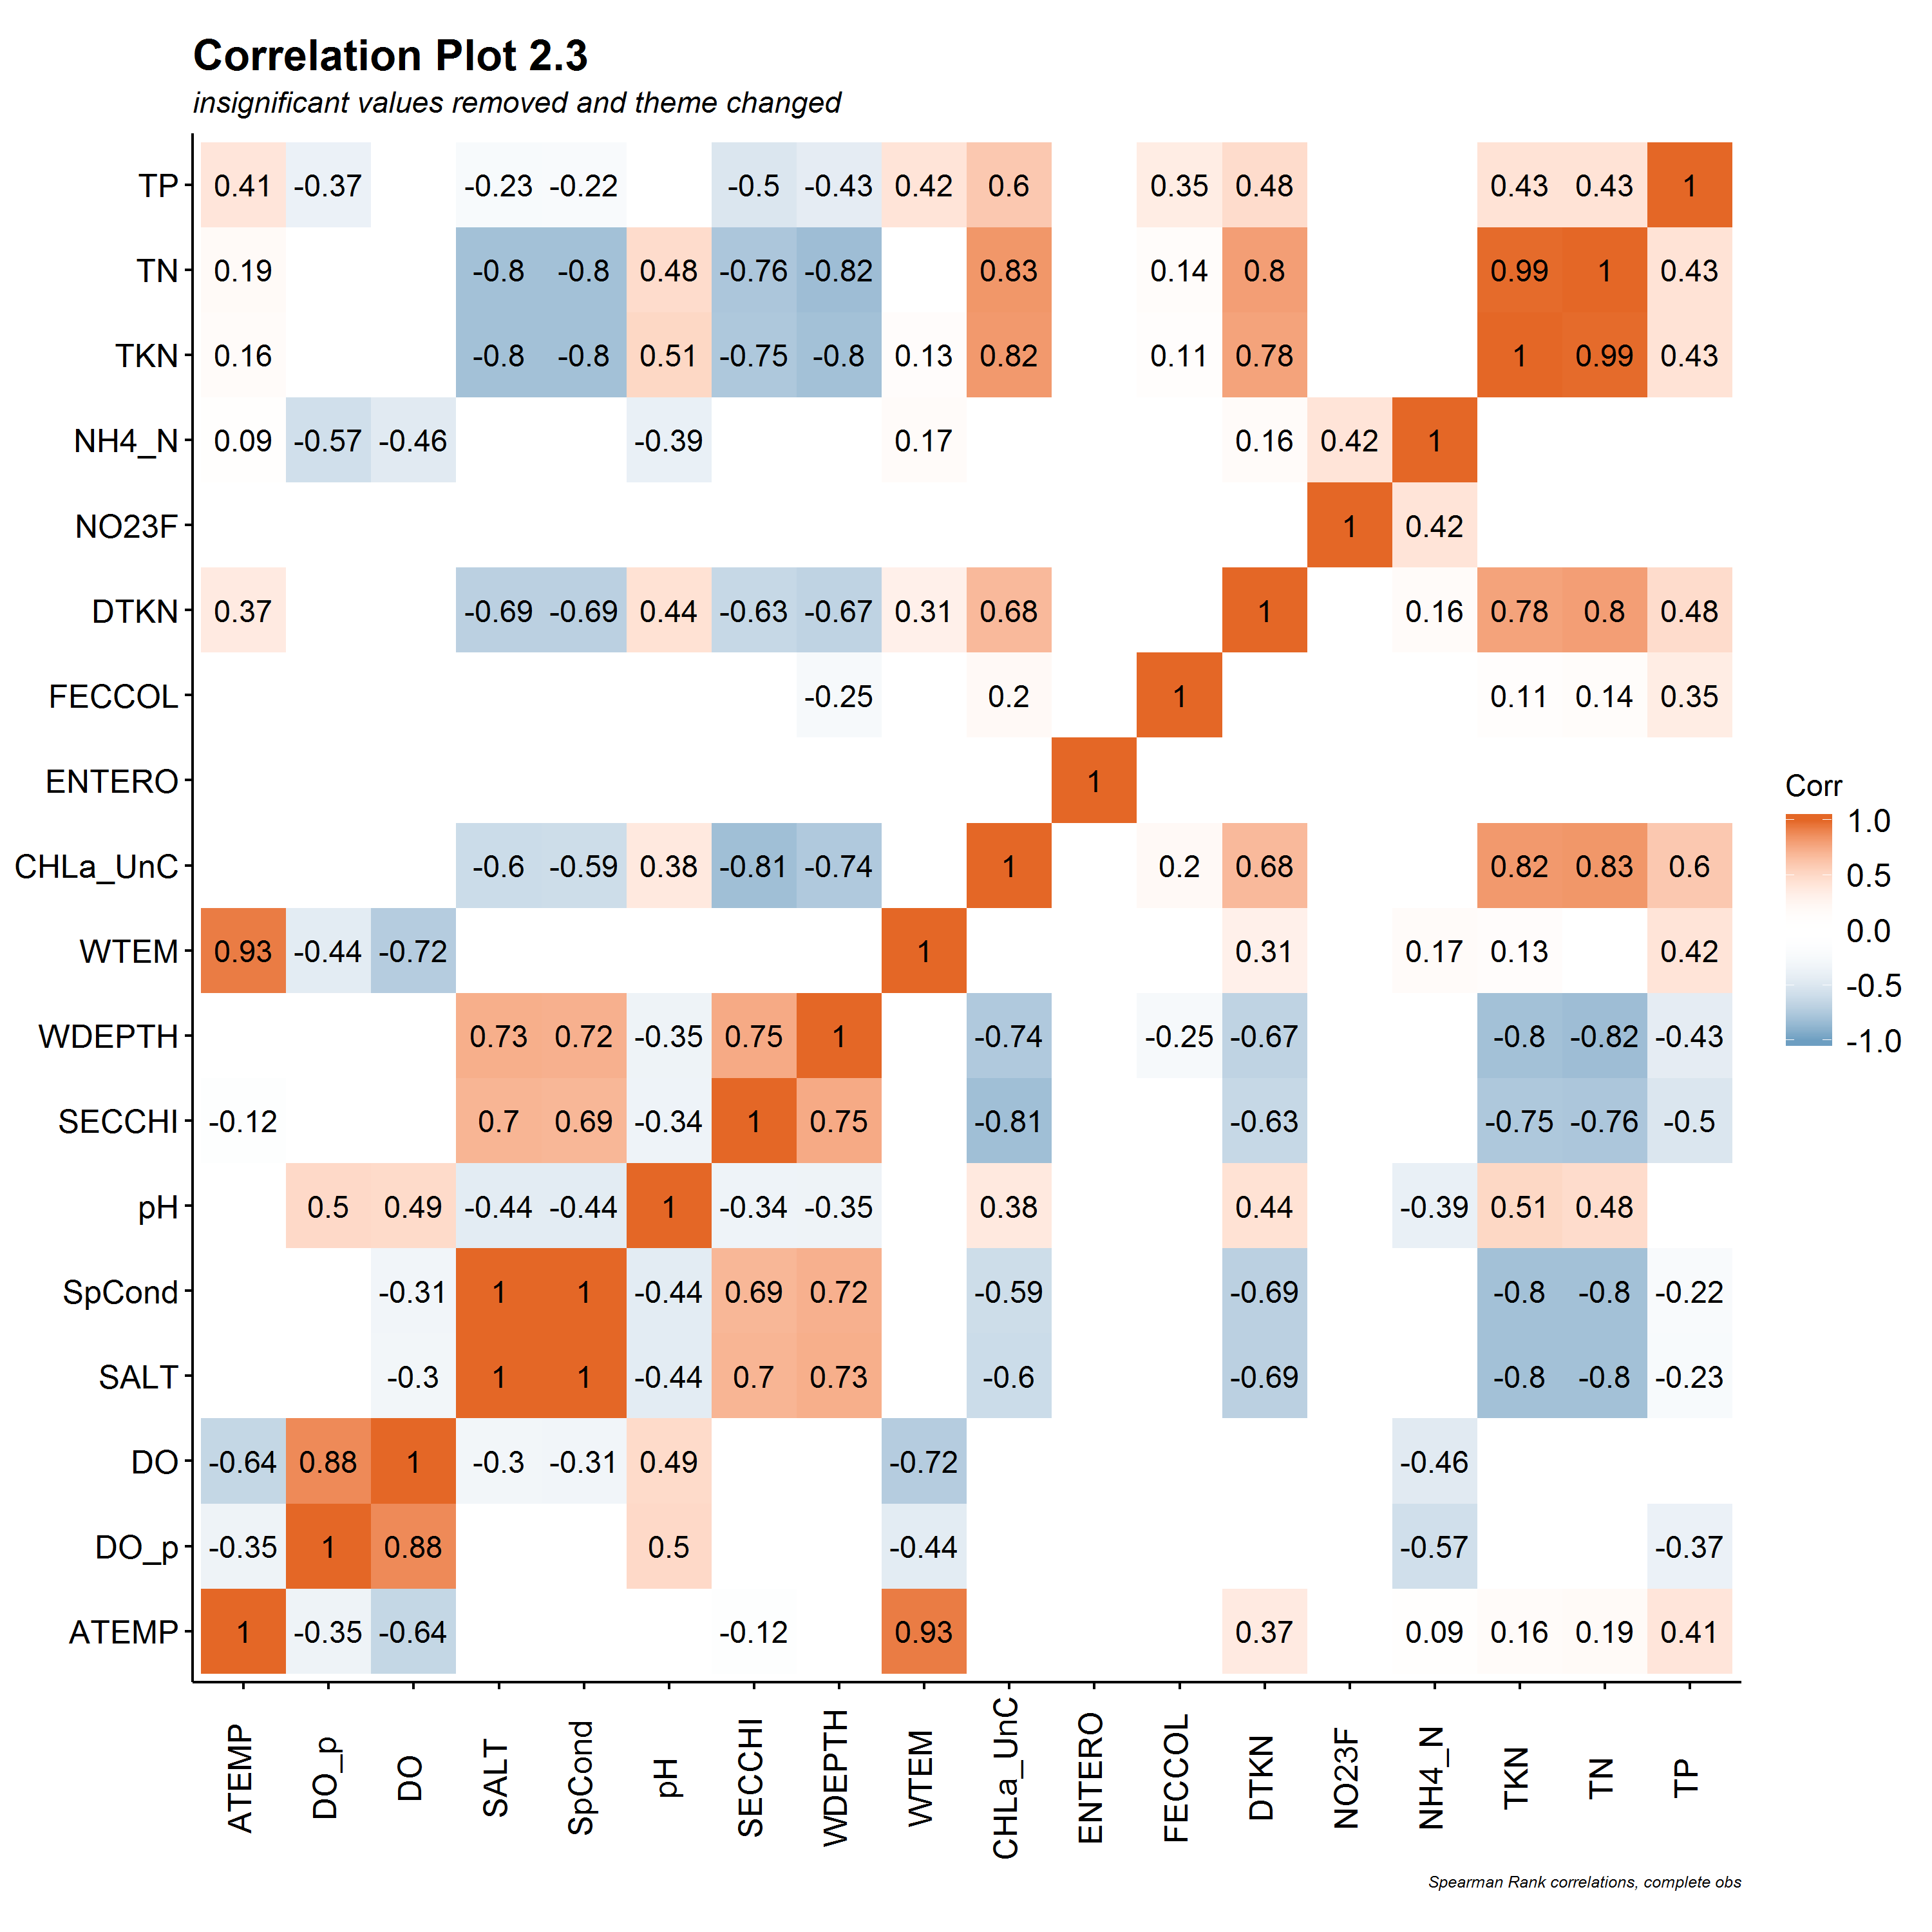 Correlation Plot 2.3
insignificant values removed and theme changed
TP 0.41 -0.37 -0.23 -0.22 -0.5 -0.43 0.42 0.6 0.35 0.48 0.43 0.43 1
TN 0.19 -0.8 -0.8 0.48 -0.76 -0.82 0.83 0.14 0.8 0.99 1 0.43
TKN 0.16 -0.8 -0.8 0.51 -0.75 -0.8 0.13 0.82 0.11 0.78 1 0.99 0.43
NH4_N 0.09 -0.57 -0.46 -0.39 0.17 0.16 0.42 1
NO23F 1 0.42
DTKN 0.37 -0.69 -0.69 0.44 -0.63 -0.67 0.31 0.68 1 0.16 0.78 0.8 0.48
FECCOL -0.25 0.2 1 0.11 0.14 0.35
ENTERO 1
CHLa_UnC -0.6 -0.59 0.38 -0.81 -0.74 1 0.2 0.68 0.82 0.83 0.6
WTEM 0.93 -0.44 -0.72 1 0.31 0.17 0.13 0.42
WDEPTH 0.73 0.72 -0.35 0.75 1 -0.74 -0.25 -0.67 -0.8 -0.82 -0.43
SECCHI -0.12 0.7 0.69 -0.34 1 0.75 -0.81 -0.63 -0.75 -0.76 -0.5
pH 0.5 0.49 -0.44 -0.44 1 -0.34 -0.35 0.38 0.44 -0.39 0.51 0.48
SpCond -0.31 1 1 -0.44 0.69 0.72 -0.59 -0.69 -0.8 -0.8 -0.22
SALT -0.3 1 1 -0.44 0.7 0.73 -0.6 -0.69 -0.8 -0.8 -0.23
DO -0.64 0.88 1 -0.3 -0.31 0.49 -0.72 -0.46
DO_p -0.35 1 0.88 0.5 -0.44 -0.57 -0.37
ATEMP 1 -0.35 -0.64 -0.12 0.93 0.37 0.09 0.16 0.19 0.41
ATEMP DO_p DO SALT SpCond pH SECCHI WDEPTH WTEM CHLa_UnC ENTERO FECCOL DTKN NO23F NH4_N TKN TN TP
Corr
1.0
0.5
0.0
-0.5
-1.0
Spearman Rank correlations, complete obs